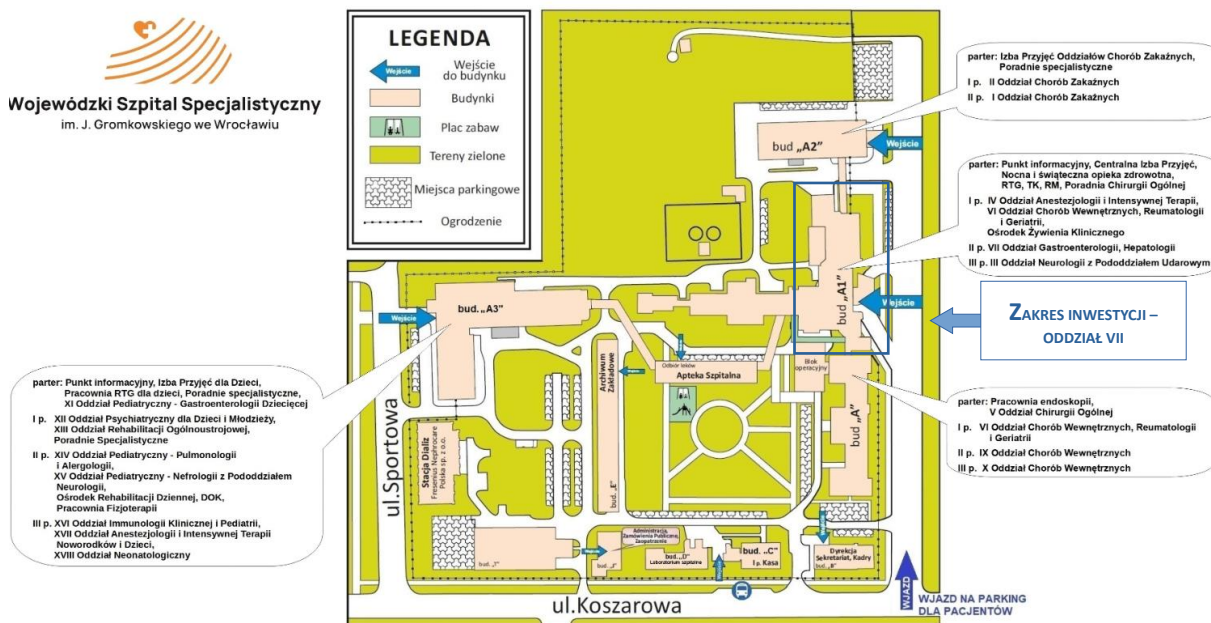 Wojewódzki Szpital Specjalistyczny
im. J. Gromkowskiego we Wrocławiu
LEGENDA
Wejście
Wejście
do budynku
Budynki
Plac zabaw
Tereny zielone
Miejsca parkingowe
Ogrodzenie
parter: Izba Przyjęć Oddziałów Chorób Zakaźnych,
Poradnie specjalistyczne
I p. II Oddział Chorób Zakaźnych
II p. I Oddział Chorób Zakaźnych
bud „A2”
Wejście
parter: Punkt informacyjny, Centralna Izba Przyjęć,
Nocna i świąteczna opieka zdrowotna,
RTG, TK, RM, Poradnia Chirurgii Ogólnej
I p. IV Oddział Anestezjologii i Intensywnej Terapii,
VI Oddział Chorób Wewnętrznych, Reumatologii
i Geriatrii,
Ośrodek Żywienia Klinicznego
II p. VII Oddział Gastroenterologii, Hepatologii
III p. III Oddział Neurologii z Pododdziałem Udarowym
bud „A1”
Wejście
ZAKRES INWESTYCJI –
ODDZIAŁ VII
Wejście
bud. „A3”
Odbiór leków
Apteka Szpitalna
Blok
operacyjny
Archiwum
Zakładowe
bud. „E”
bud „A”
parter: Pracownia endoskopii,
V Oddział Chirurgii Ogólnej
I p. VI Oddział Chorób Wewnętrznych, Reumatologii
i Geriatrii
II p. IX Oddział Chorób Wewnętrznych
III p. X Oddział Chorób Wewnętrznych
parter: Punkt informacyjny, Izba Przyjęć dla Dzieci,
Pracownia RTG dla dzieci, Poradnie specjalistyczne,
XI Oddział Pediatryczny - Gastroenterologii Dziecięcej
I p. XII Oddział Psychiatryczny dla Dzieci i Młodzieży,
XIII Oddział Rehabilitacji Ogólnoustrojowej,
Poradnie Specjalistyczne
II p. XIV Oddział Pediatryczny - Pulmonologii
i Alergologii,
XV Oddział Pediatryczny - Nefrologii z Pododdziałem
Neurologii,
Ośrodek Rehabilitacji Dziennej, DOK,
Pracownia Fizjoterapii
III p. XVI Oddział Immunologii Klinicznej i Pediatrii,
XVII Oddział Anestezjologii i Intensywnej Terapii
Noworodków i Dzieci,
XVIII Oddział Neonatologiczny
ul.Sportowa
Stacja Dializ
Fresenius Nephrocare
Polska sp. z o.o.
Administracja,
Zamówienia Publiczne,
Zaopatrzenie
Wejście
bud. „D”
Laboratorium szpitalne
bud. „C”
I p. Kasa
Dyrekcja
Sekretariat, Kadry
bud. „B”
ul.Koszarowa
WJAZD
WJAZD NA PARKING
DLA PACJENTÓW